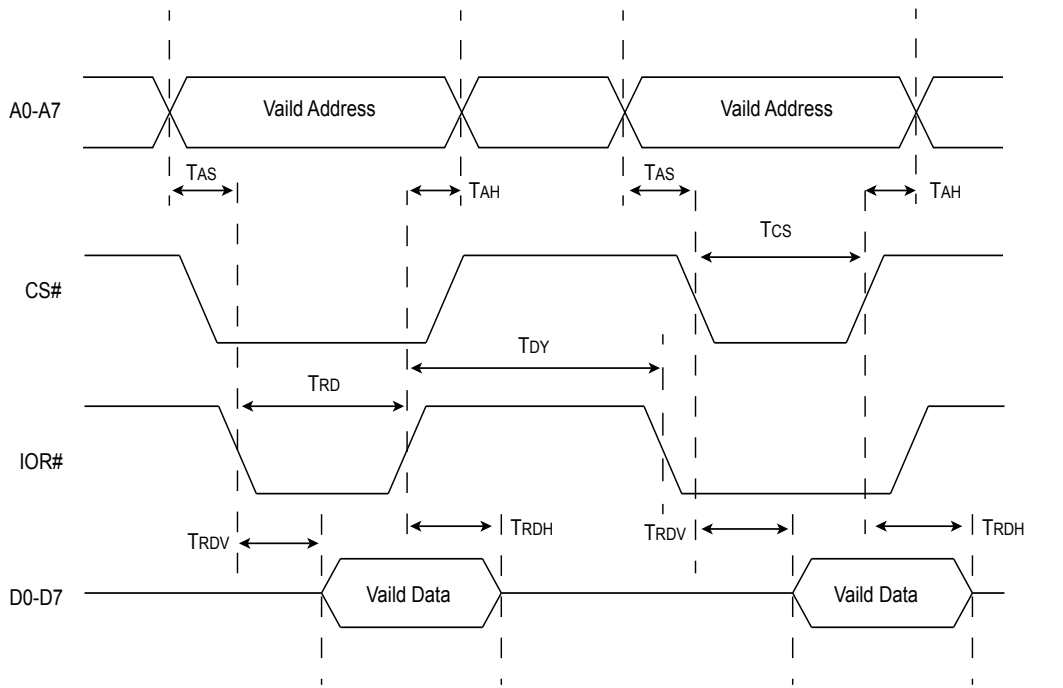 A0-A7
Vaild Address
Vaild Address
TAS
TAH
TAS
TAH
TCS
CS#
TDY
TRD
IOR#
TRDV
TRDH
TRDV
TRDH
D0-D7
Vaild Data
Vaild Data